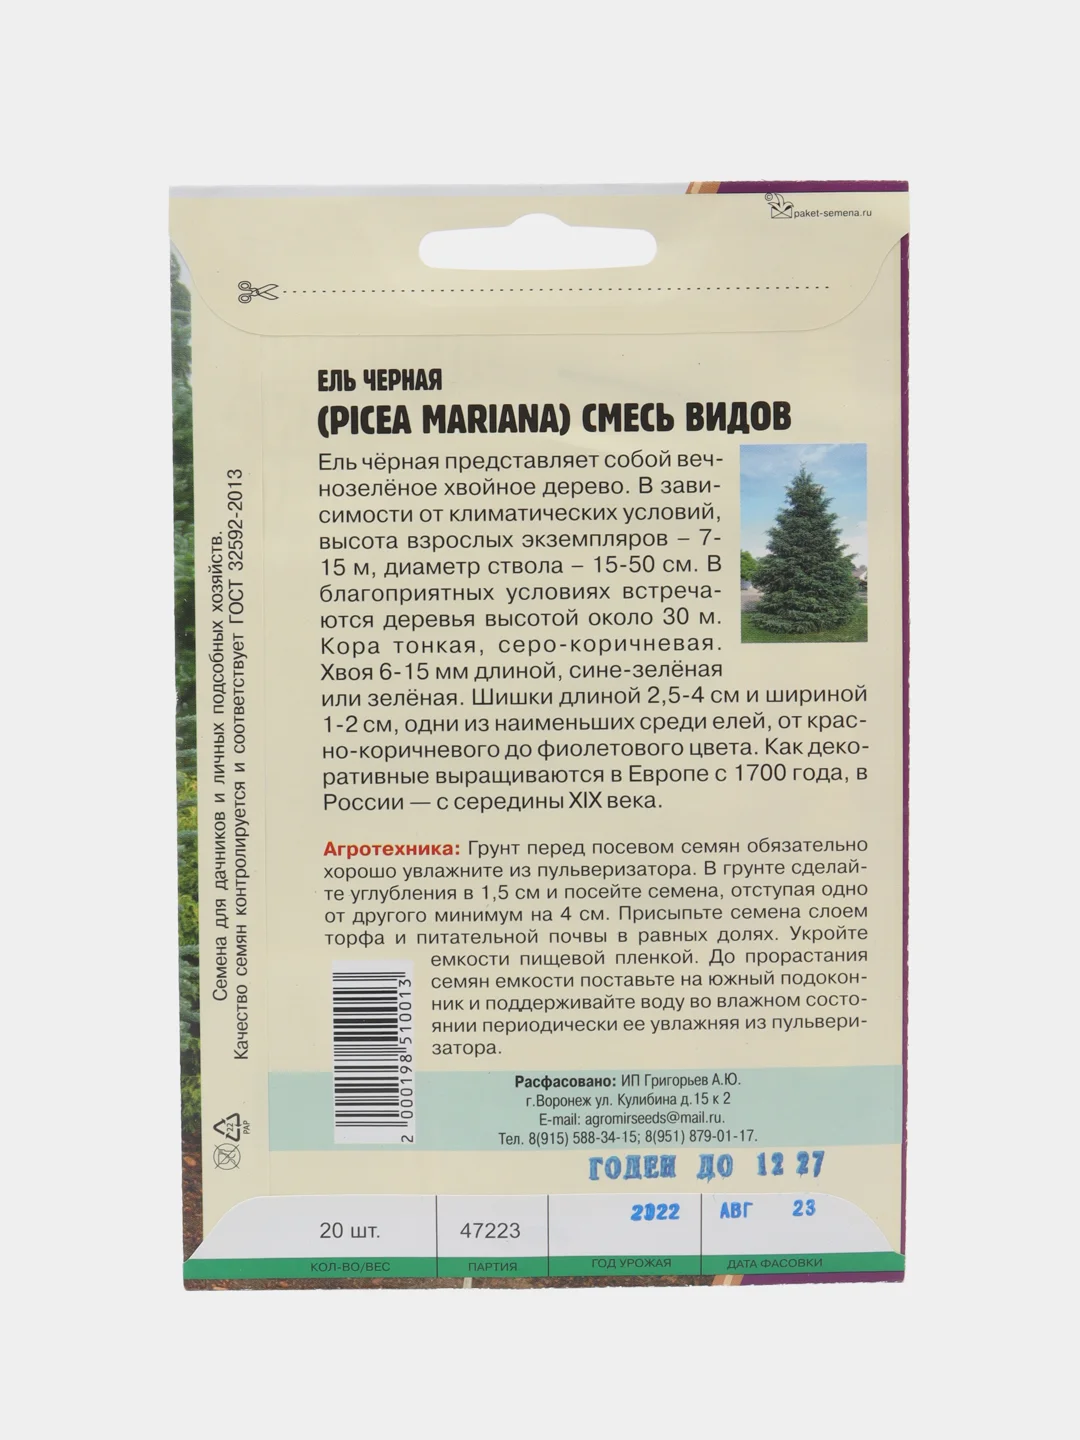 paket-semena.ru
ЕЛЬ ЧЕРНАЯ
(PICEA MARIANA) СМЕСЬ ВИДОВ
Ель чёрная представляет собой веч-
нозелёное хвойное дерево. В зави-
симости от климатических условий,
высота взрослых экземпляров – 7-
15 м, диаметр ствола – 15-50 см. В
благоприятных условиях встреча-
ются деревья высотой около 30 м.
Кора тонкая, серо-коричневая.
Хвоя 6-15 мм длиной, сине-зелёная
или зелёная. Шишки длиной 2,5-4 см и шириной
1-2 см, одни из наименьших среди елей, от крас-
но-коричневого до фиолетового цвета. Как деко-
ративные выращиваются в Европе с 1700 года, в
России — с середины XIX века.
Агротехника: Грунт перед посевом семян обязательно
хорошо увлажните из пульверизатора. В грунте сделай-
те углубления в 1,5 см и посейте семена, отступая одно
от другого минимум на 4 см. Присыпьте семена слоем
торфа и питательной почвы в равных долях. Укройте
емкости пищевой пленкой. До прорастания
семян емкости поставьте на южный подокон-
ник и поддерживайте воду во влажном состо-
янии периодически ее увлажняя из пульвери-
затора.
Семена для дачников и личных подсобных хозяйств.
Качество семян контролируется и соответствует ГОСТ 32592-2013
2 000198 510013
22
PAP
Расфасовано: ИП Григорьев А.Ю.
г.Воронеж ул. Кулибина д.15 к 2
E-mail: agromirseeds@mail.ru.
Тел. 8(915) 588-34-15; 8(951) 879-01-17.
ГОДЕН ДО 12 27
20 шт. 47223 2022 АВГ 23
КОЛ-ВО/ВЕС ПАРТИЯ ГОД УРОЖАЯ ДАТА ФАСОВКИ